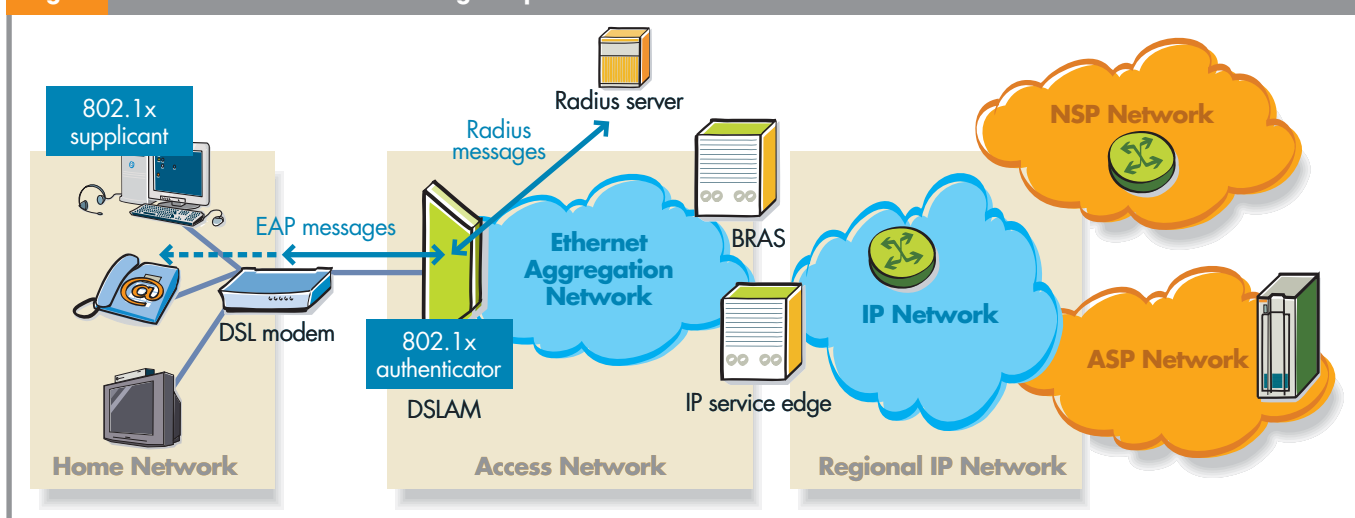 Radius server
802.1x
supplicant
Radius
messages
NSP Network
EAP messages
BRAS
Ethernet
Aggregation
Network
@
IP Network
DSL modem
802.1x
authenticator
ASP Network
DSLAM
IP service edge
Home Network
Access Network
Regional IP Network